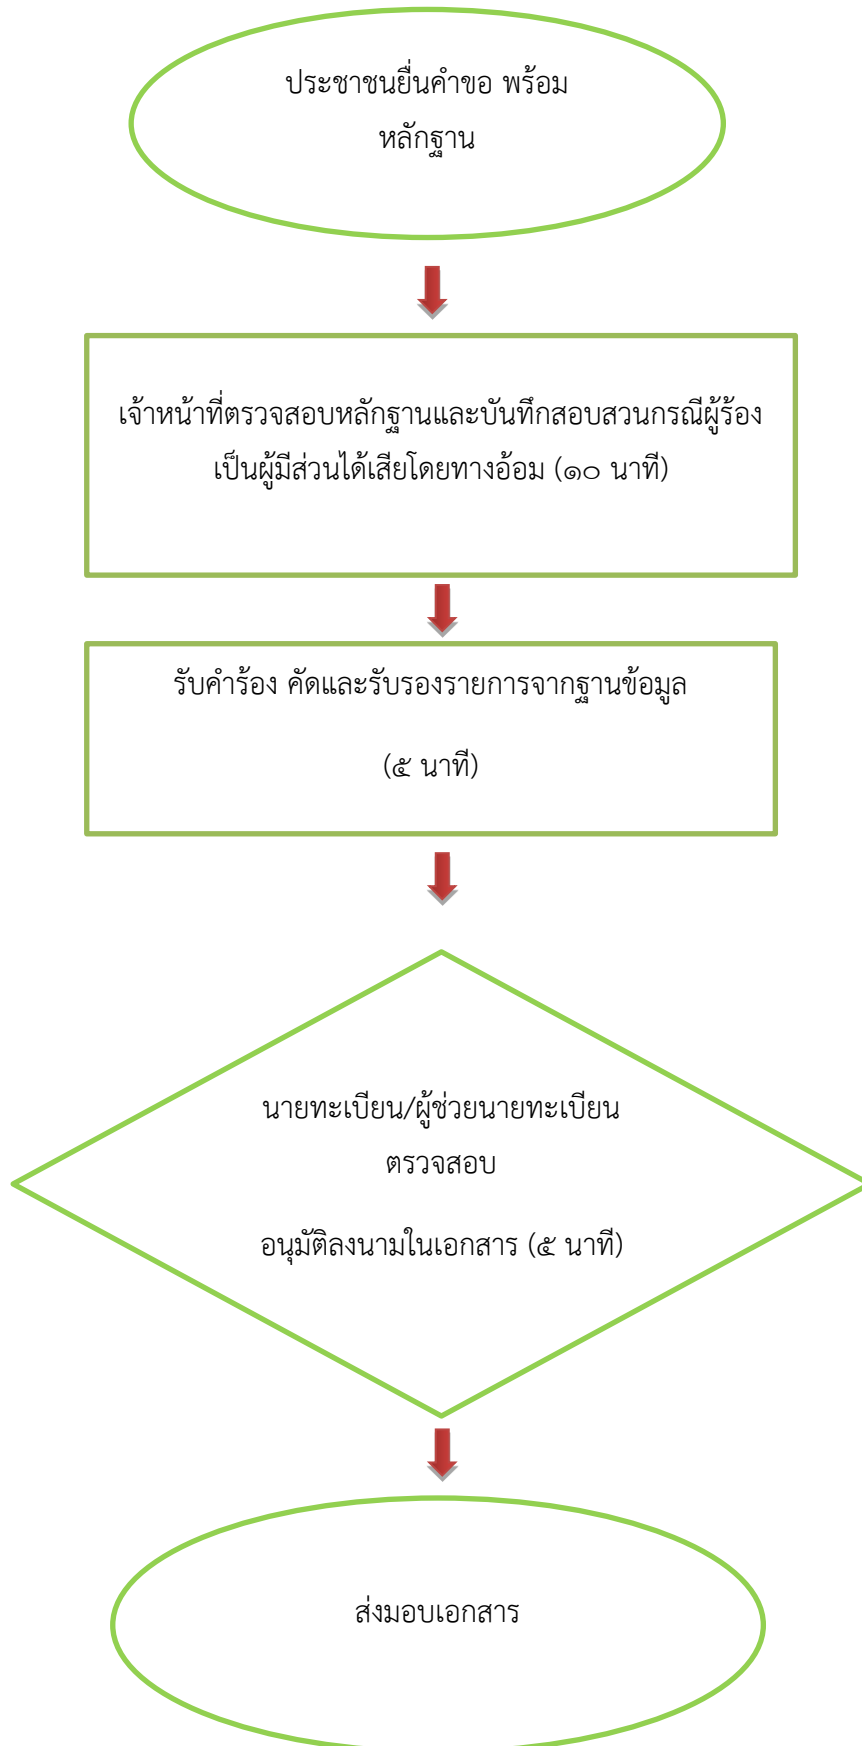 ประชาชนยื่นคำขอ พร้อม
หลักฐาน
เจ้าหน้าที่ตรวจสอบหลักฐานและบันทึกสอบสวนกรณีผู้ร้อง
เป็นผู้มีส่วนได้เสียโดยทางอ้อม (๑๐ นาที)
รับคำร้อง คัดและรับรองรายการจากฐานข้อมูล
(๕ นาที)
นายทะเบียน/ผู้ช่วยนายทะเบียน
ตรวจสอบ
อนุมัติลงนามในเอกสาร (๕ นาที)
ส่งมอบเอกสาร